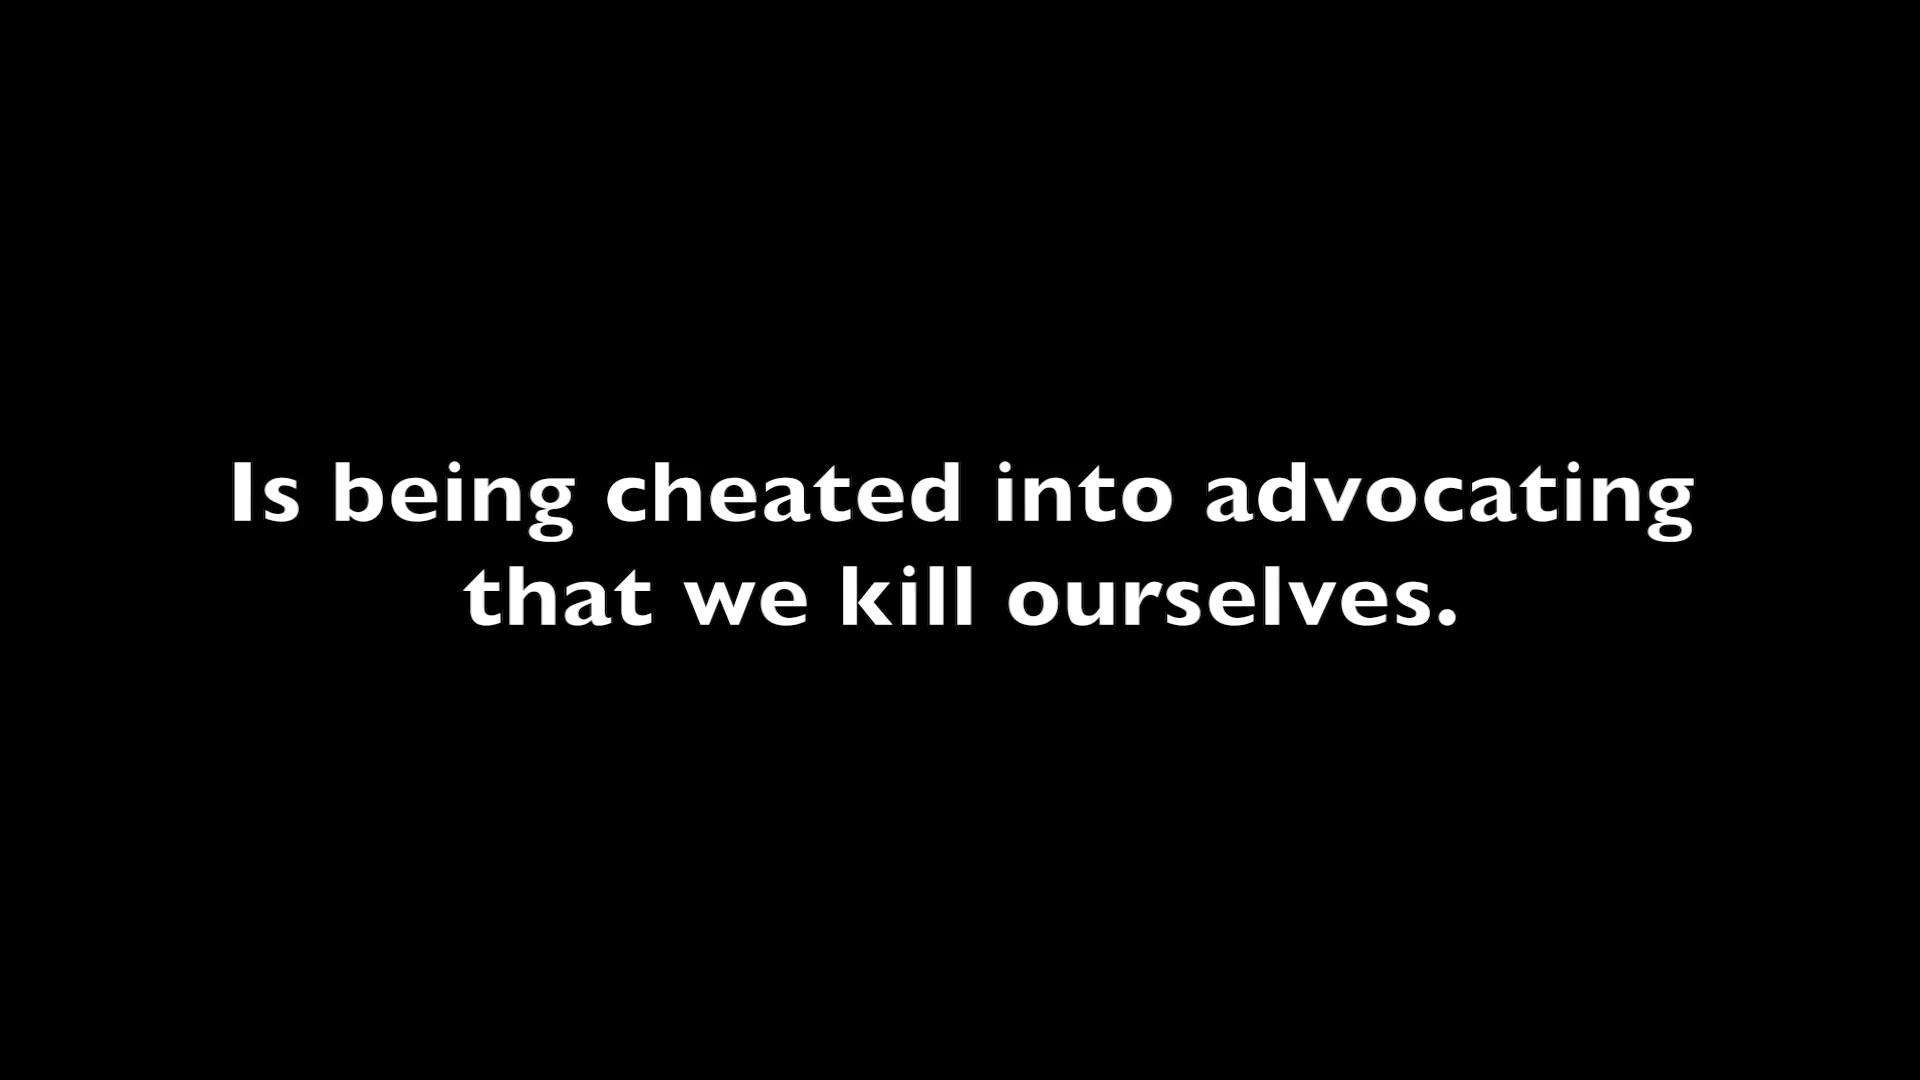 Is being cheated into advocating
that we kill ourselves.